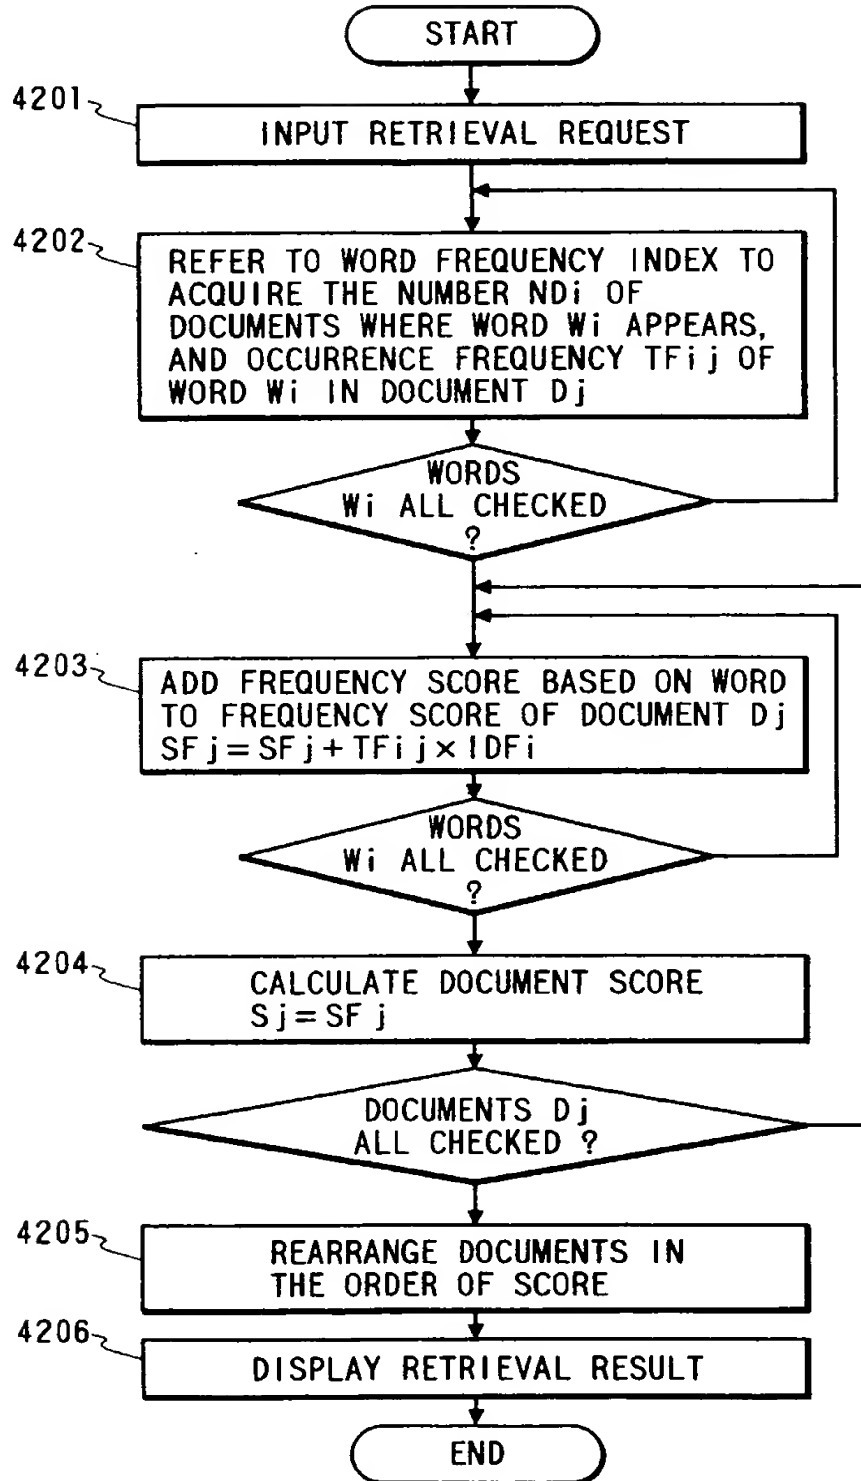 START
4201
INPUT RETRIEVAL REQUEST
4202
REFER TO WORD FREQUENCY INDEX TO
ACQUIRE THE NUMBER NDi OF
DOCUMENTS WHERE WORD Wi APPEARS,
AND OCCURRENCE FREQUENCY TFij OF
WORD Wi IN DOCUMENT Dj
WORDS
Wi ALL CHECKED
?
4203
ADD FREQUENCY SCORE BASED ON WORD
TO FREQUENCY SCORE OF DOCUMENT Dj
SFj=SFj+TFij×IDFi
WORDS
Wi ALL CHECKED
?
4204
CALCULATE DOCUMENT SCORE
Sj=SFj
DOCUMENTS Dj
ALL CHECKED ?
4205
REARRANGE DOCUMENTS IN
THE ORDER OF SCORE
4206
DISPLAY RETRIEVAL RESULT
END